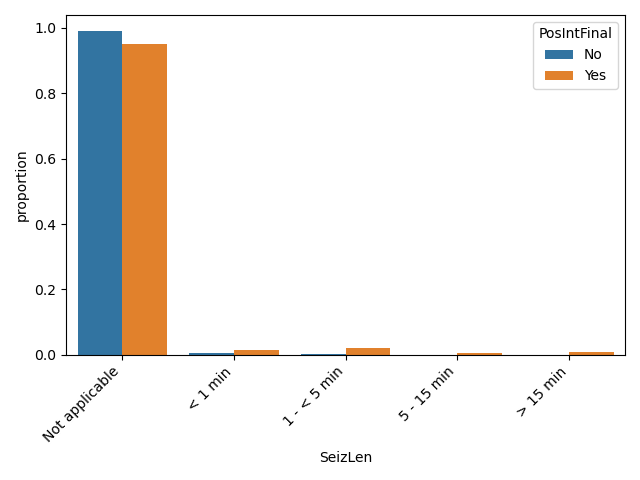 PosIntFinal
No
Yes
proportion
1.0
0.8
0.6
0.4
0.2
0.0
Not applicable
< 1 min
1 - < 5 min
5 - 15 min
> 15 min
SeizLen